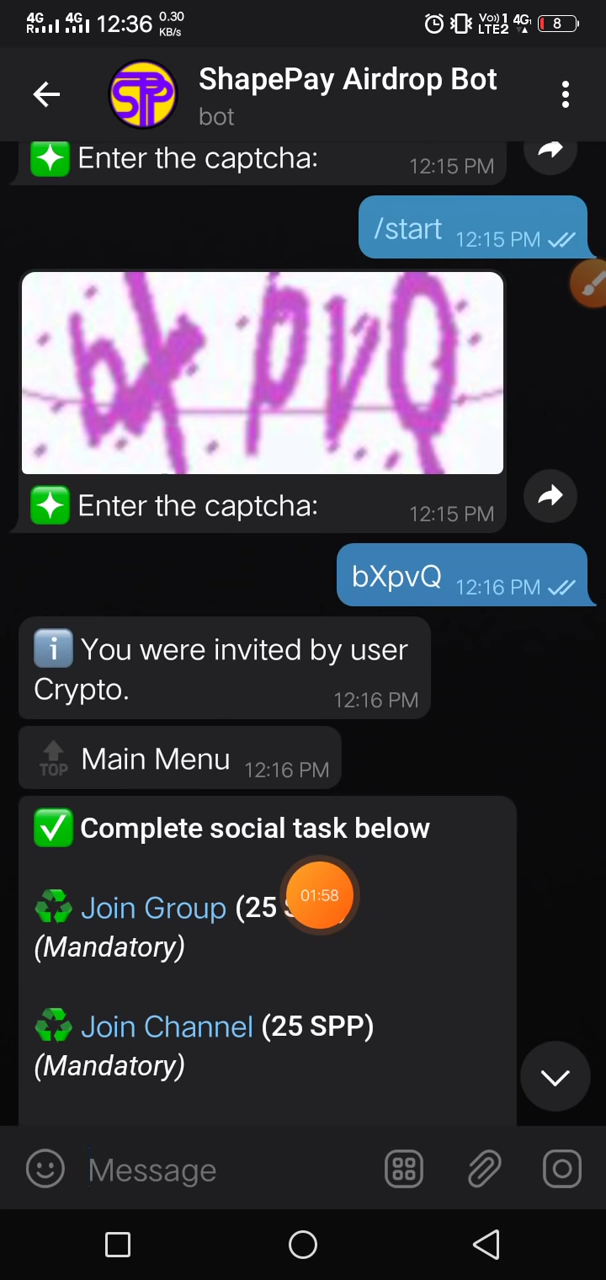 4G R 4G 12:36 0.30 KB/s Vo)) 1 LTE2 4G 8
ShapePay Airdrop Bot
bot
Enter the captcha: 12:15 PM
/start 12:15 PM
bXpvQ
Enter the captcha: 12:15 PM
bXpvQ 12:16 PM
You were invited by user
Crypto. 12:16 PM
TOP Main Menu 12:16 PM
Complete social task below
01:58
Join Group (25
(Mandatory)
Join Channel (25 SPP)
(Mandatory)
Message